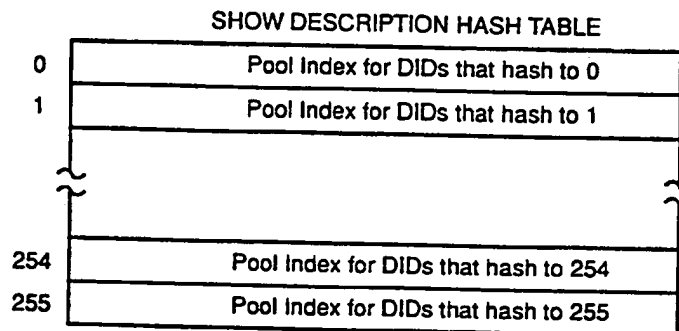 SHOW DESCRIPTION HASH TABLE
0 Pool Index for DIDs that hash to 0
1 Pool Index for DIDs that hash to 1
254 Pool Index for DIDs that hash to 254
255 Pool Index for DIDs that hash to 255